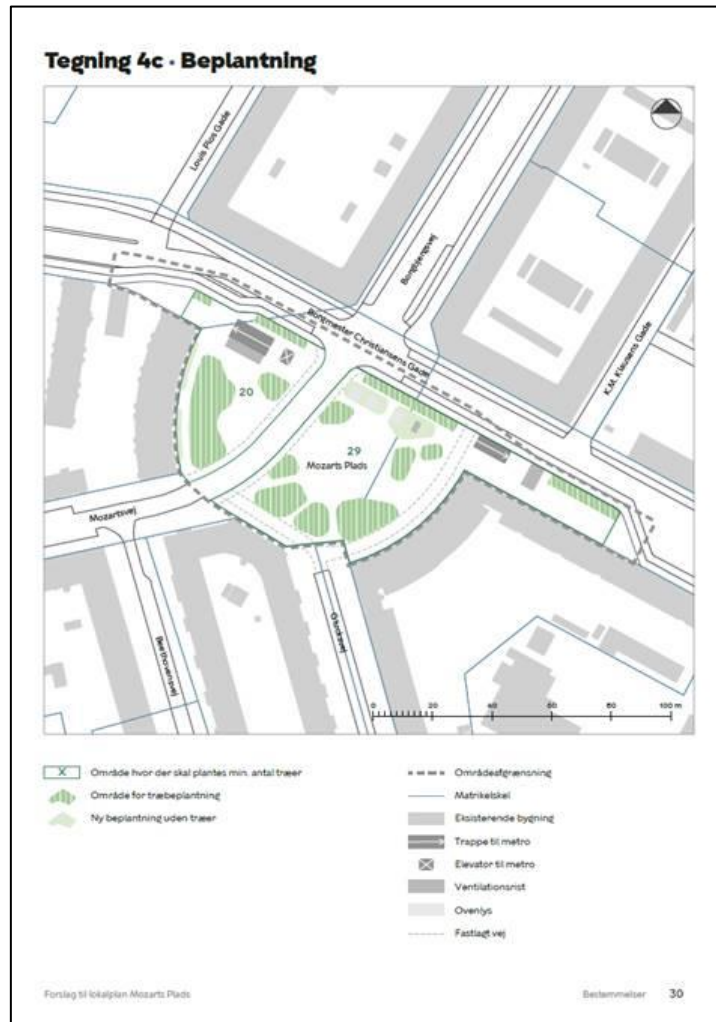 Tegning 4c · Beplantning
Louis Pios Gade
Borgbjergsvej
Borgmester Christiansens Gade
K.M. Klausens Gade
20
29
Mozarts Plads
Mozartsvej
Beethovensvej
Glucksvej
0 20 40 60 80 100 m
X Område hvor der skal plantes min. antal træer
Område for træbeplantning
Ny beplantning uden træer
Områdeafgrænsning
Matrikelskel
Eksisterende bygning
Trappe til metro
Elevator til metro
Ventilationsrist
Ovenlys
Fastlagt vej
Forslag til lokalplan Mozarts Plads
Bestemmelser 30